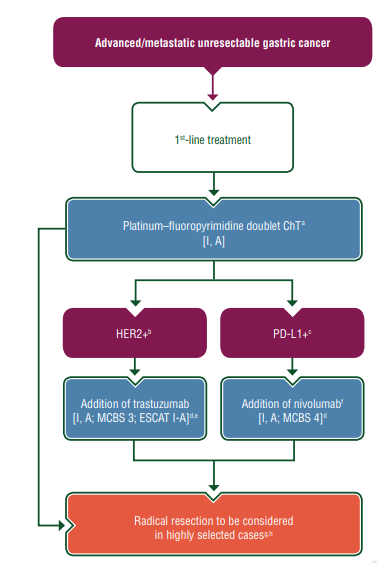 Advanced/metastatic unresectable gastric cancer
1st-line treatment
Platinum–fluoropyrimidine doublet ChTa
[I, A]
HER2+b
PD-L1+c
Addition of trastuzumab
[I, A; MCBS 3; ESCAT I-A]d,e
Addition of nivolumabf
[I, A; MCBS 4]d
Radical resection to be considered
in highly selected casesg,h